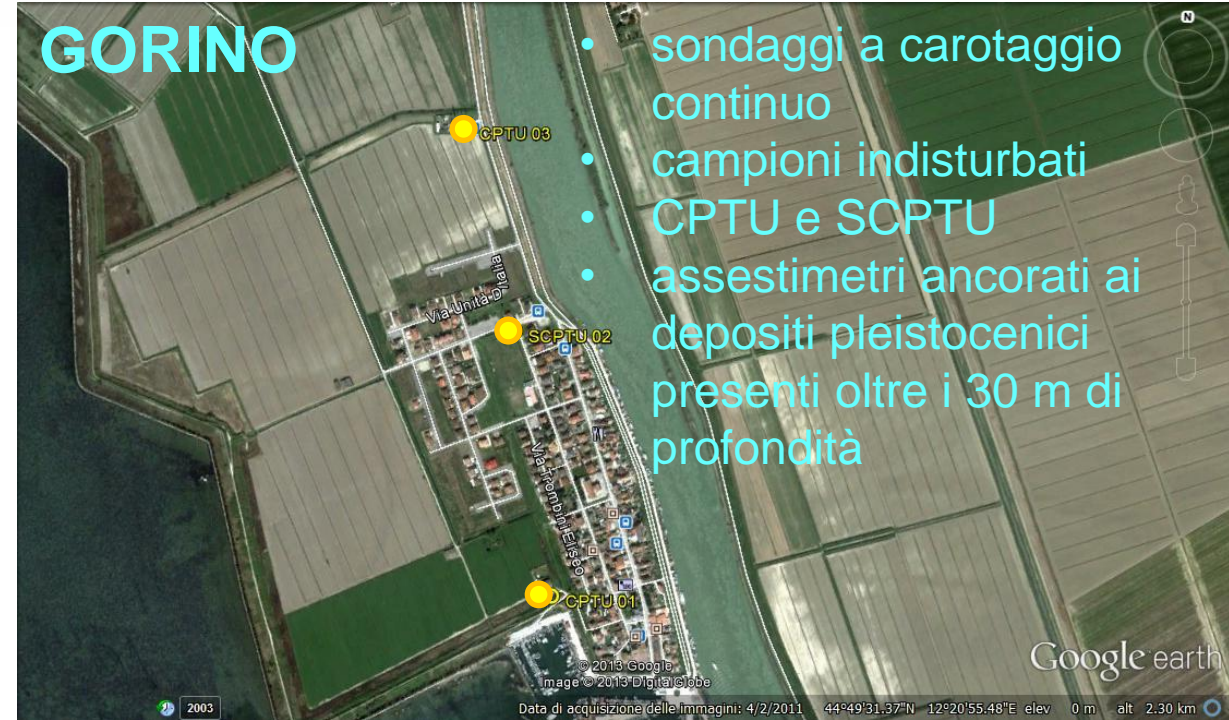 GORINO
• sondaggi a carotaggio
continuo
• campioni indisturbati
• CPTU e SCPTU
• assestimetri ancorati ai
depositi pleistocenici
presenti oltre i 30 m di
profondità
N
CPTU 03
Via Unita D'Italia
SCPTU 02
Via Trombini Eliseo
CPTU 01
© 2013 Google
Image © 2013 DigitalGlobe
Google earth
2003
Data di acquisizione delle immagini: 4/2/2011 44°49'31.37"N 12°20'55.48"E elev 0 m alt 2.30 km